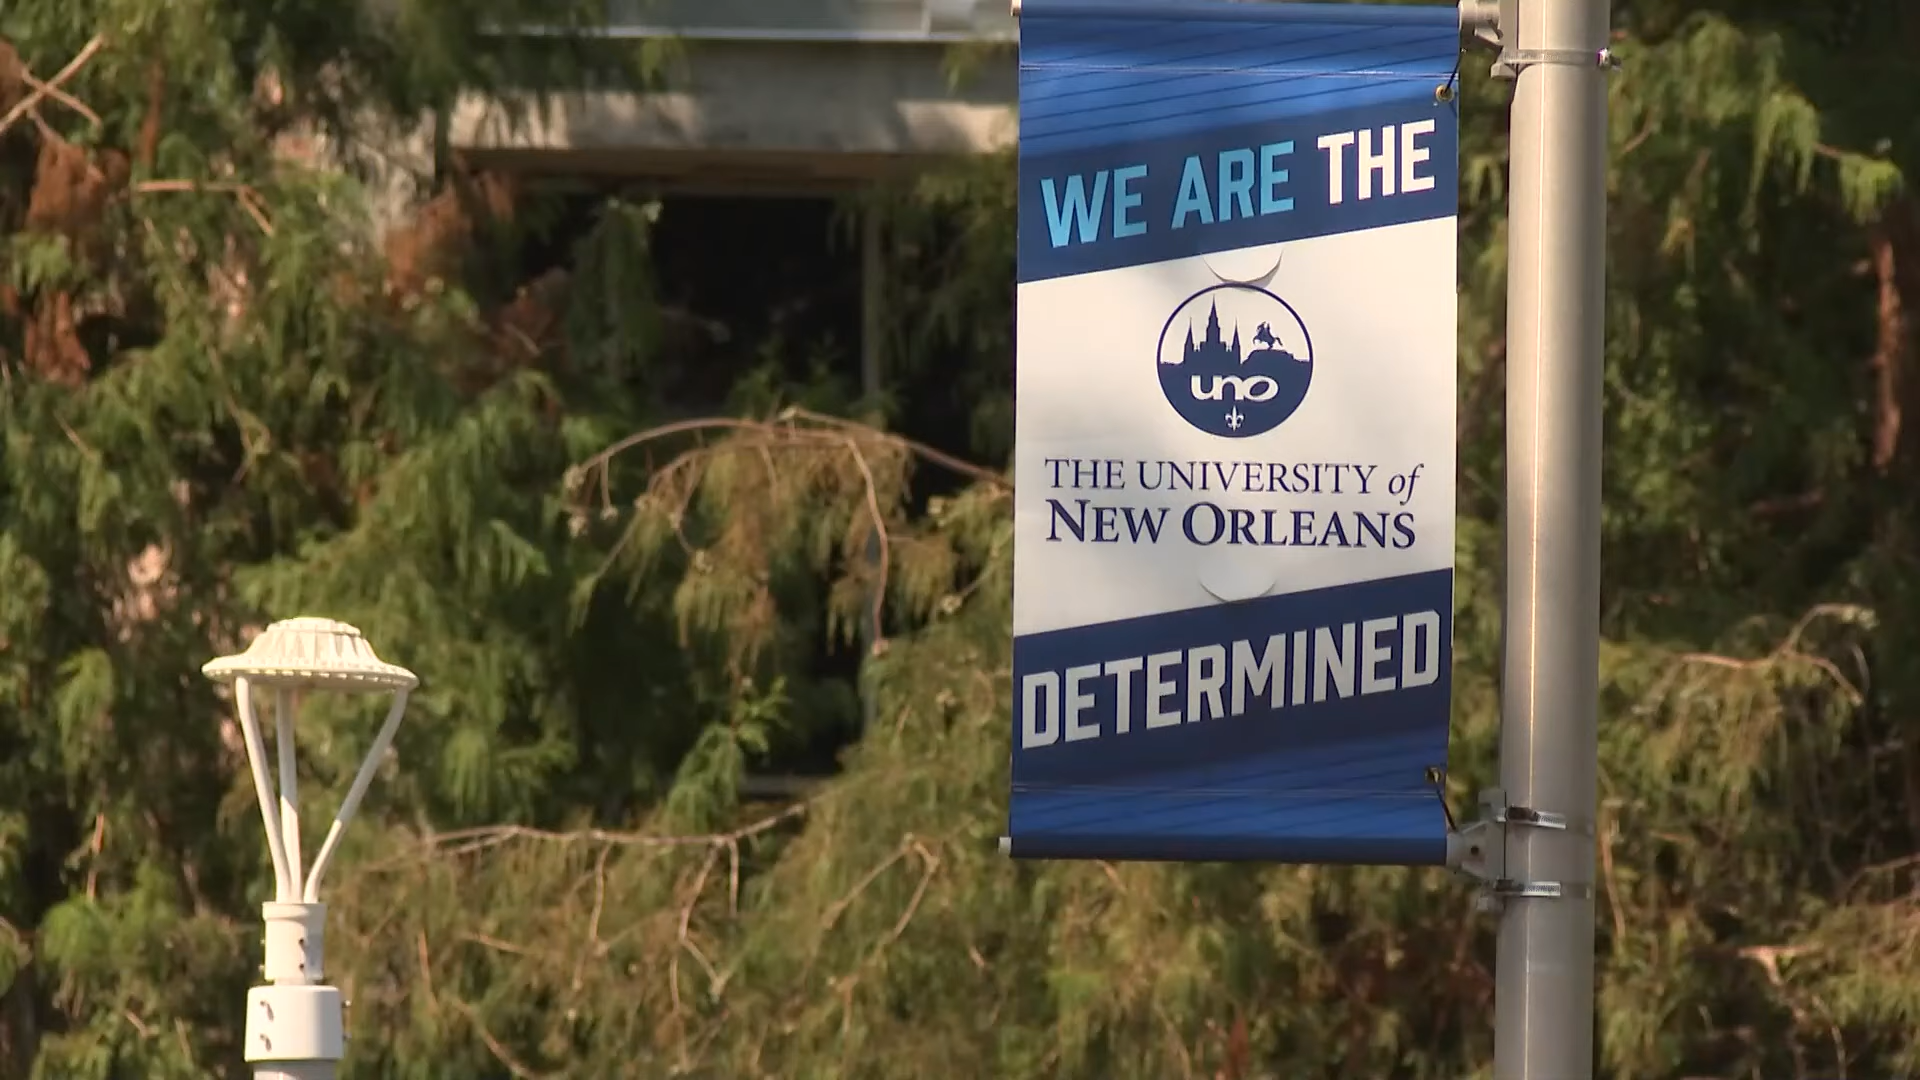 WE ARE THE
uno
THE UNIVERSITY of
NEW ORLEANS
DETERMINED